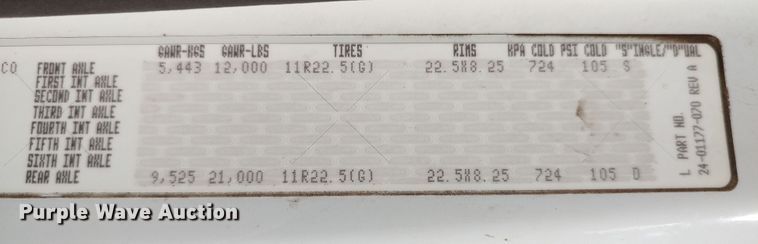 GAWR-KGS GAWR-LBS TIRES RIMS KPA COLD PSI COLD "S"INGLE/"D"UAL
CO FRONT AXLE 5,443 12,000 11R22.5(G) 22.5X8.25 724 105 S
FIRST INT AXLE
SECOND INT AXLE
THIRD INT AXLE
FOURTH INT AXLE
FIFTH INT AXLE
SIXTH INT AXLE
REAR AXLE 9,525 21,000 11R22.5(G) 22.5X8.25 724 105 D
L PART NO.
24-01177-070 REV A
Purple Wave Auction